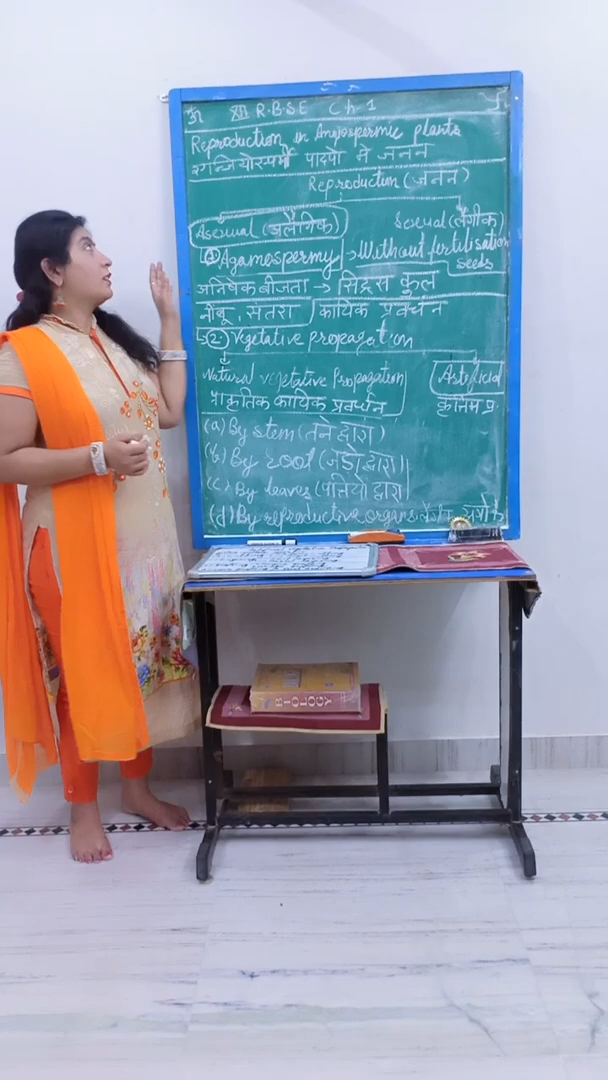 ॐ XII R.B.S.E Ch. 1 卐
Reproduction in Angiospermic plants
एन्जियोस्पर्मी पादपों में जनन
Reproduction (जनन)
Asexual (अलैंगिक) Sexual (लैंगीक)
(1) Agamospermy → Without fertilisation
seeds
अनिषेकबीजता → सिट्रस कुल
नींबू, संतरा कायिक प्रवर्धन
(2) Vegetative propagation
Natural vegetative Propagation Artificial
प्राकृतिक कायिक प्रवर्धन कृत्रिम प्र.
(a) By stem (तने द्वारा)
(b) By root (जड़ों द्वारा)
(c) By leaves (पत्तियों द्वारा
(d) By reproductive organs
BIOLOGY